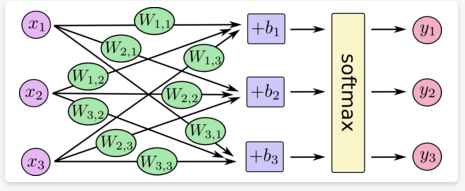 x₁ W₁,₁ +b₁ y₁
W₂,₁ W₁,₃
W₁,₂
x₂ W₂,₂ +b₂ softmax y₂
W₃,₂
W₃,₁
W₂,₃
x₃ W₃,₃ +b₃ y₃